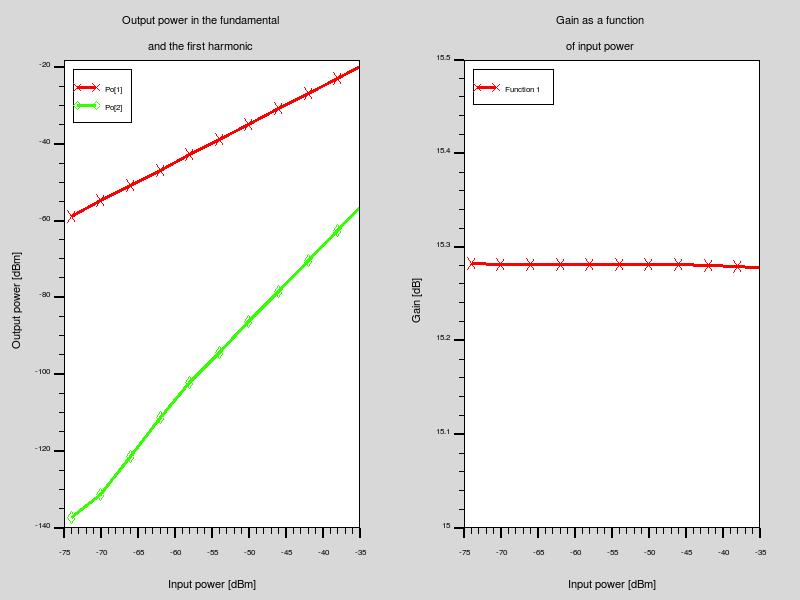 Output power in the fundamental
and the first harmonic
-20
-40
-60
-80
-100
-120
-140
Po[1]
Po[2]
Output power [dBm]
-75
-70
-65
-60
-55
-50
-45
-40
-35
Input power [dBm]
Gain as a function
of input power
15.5
15.4
15.3
15.2
15.1
15
Function 1
Gain [dB]
-75
-70
-65
-60
-55
-50
-45
-40
-35
Input power [dBm]